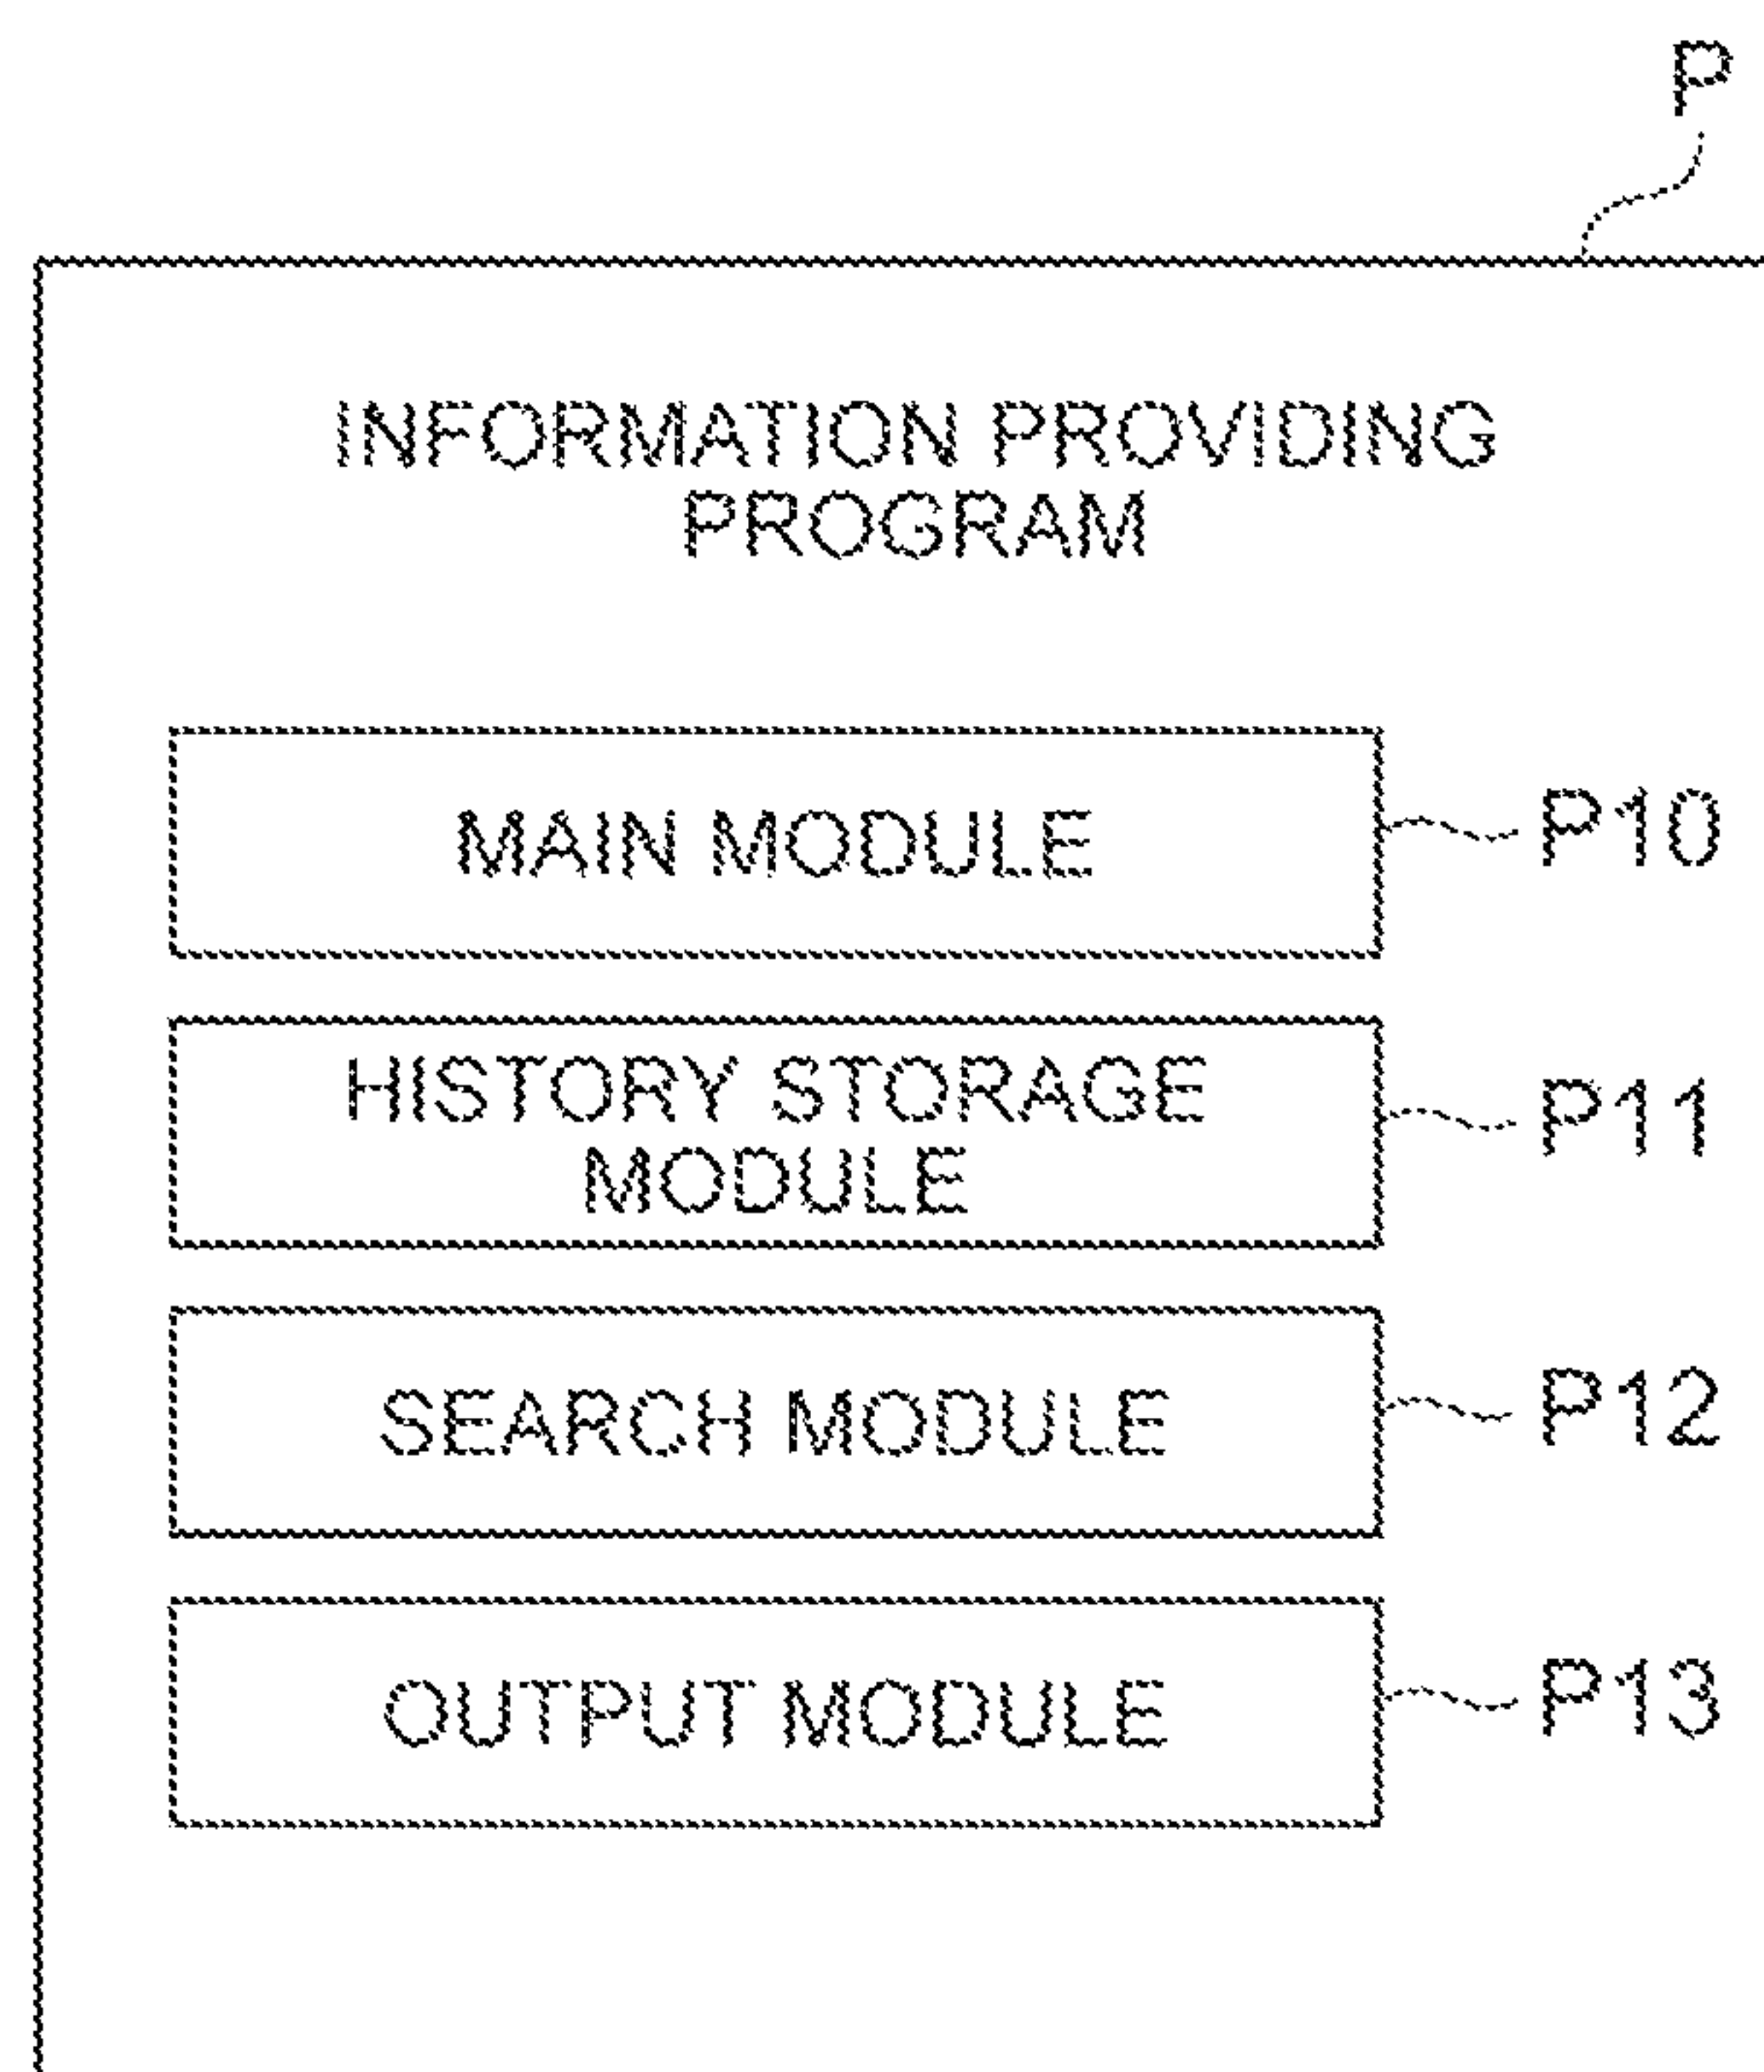 P
INFORMATION PROVIDING
PROGRAM
MAIN MODULE
P10
HISTORY STORAGE
MODULE
P11
SEARCH MODULE
P12
OUTPUT MODULE
P13